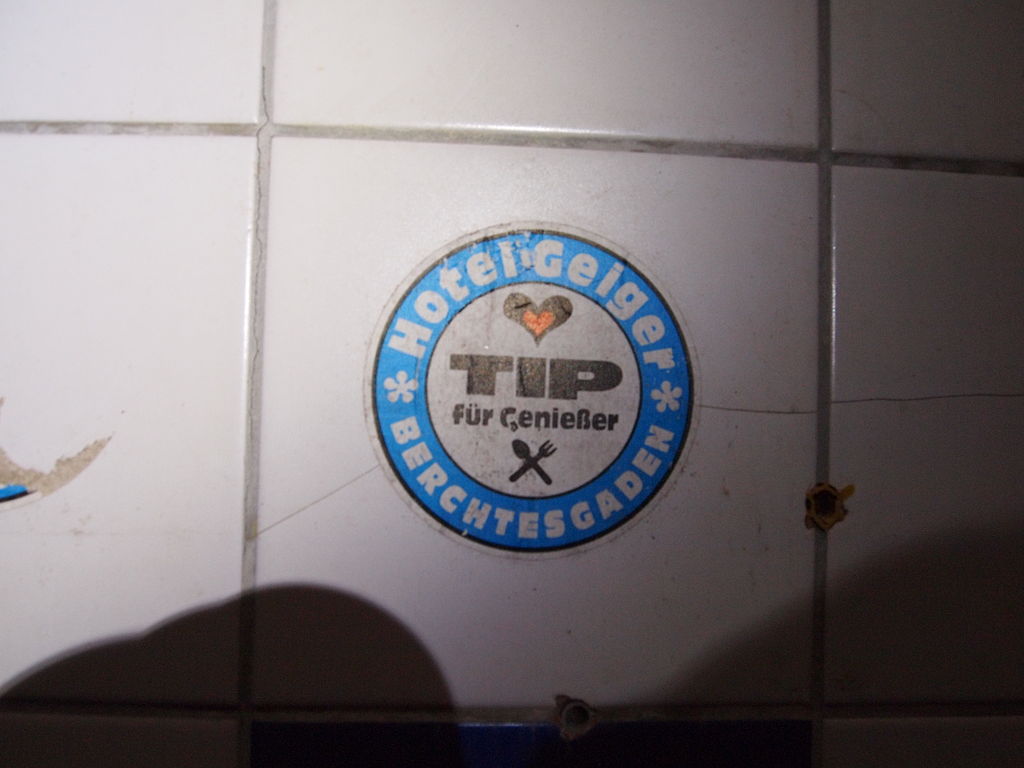 Hotel Geiger
TIP
für Genießer
BERCHTESGADEN